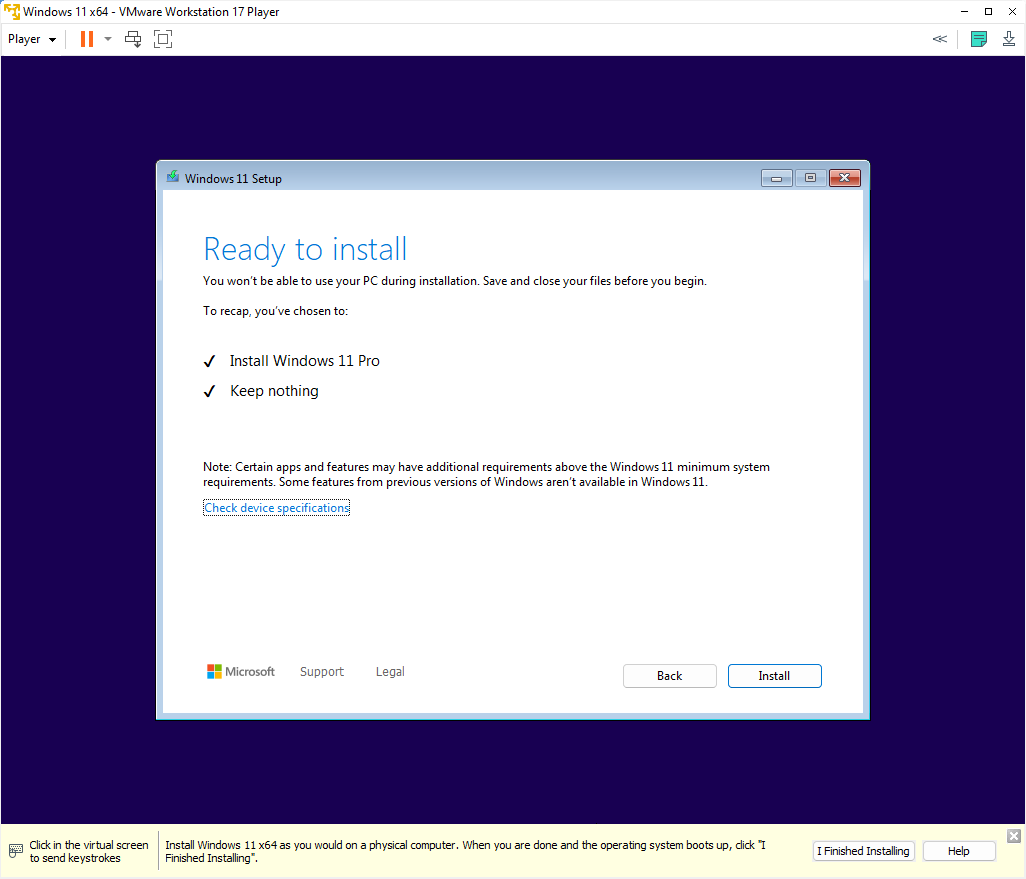 Windows 11 x64 - VMware Workstation 17 Player
Player
Windows 11 Setup
Ready to install
You won't be able to use your PC during installation. Save and close your files before you begin.
To recap, you've chosen to:
Install Windows 11 Pro
Keep nothing
Note: Certain apps and features may have additional requirements above the Windows 11 minimum system
requirements. Some features from previous versions of Windows aren't available in Windows 11.
Check device specifications
Microsoft Support Legal
Back Install
Click in the virtual screen
to send keystrokes
Install Windows 11 x64 as you would on a physical computer. When you are done and the operating system boots up, click "I
Finished Installing".
I Finished Installing Help